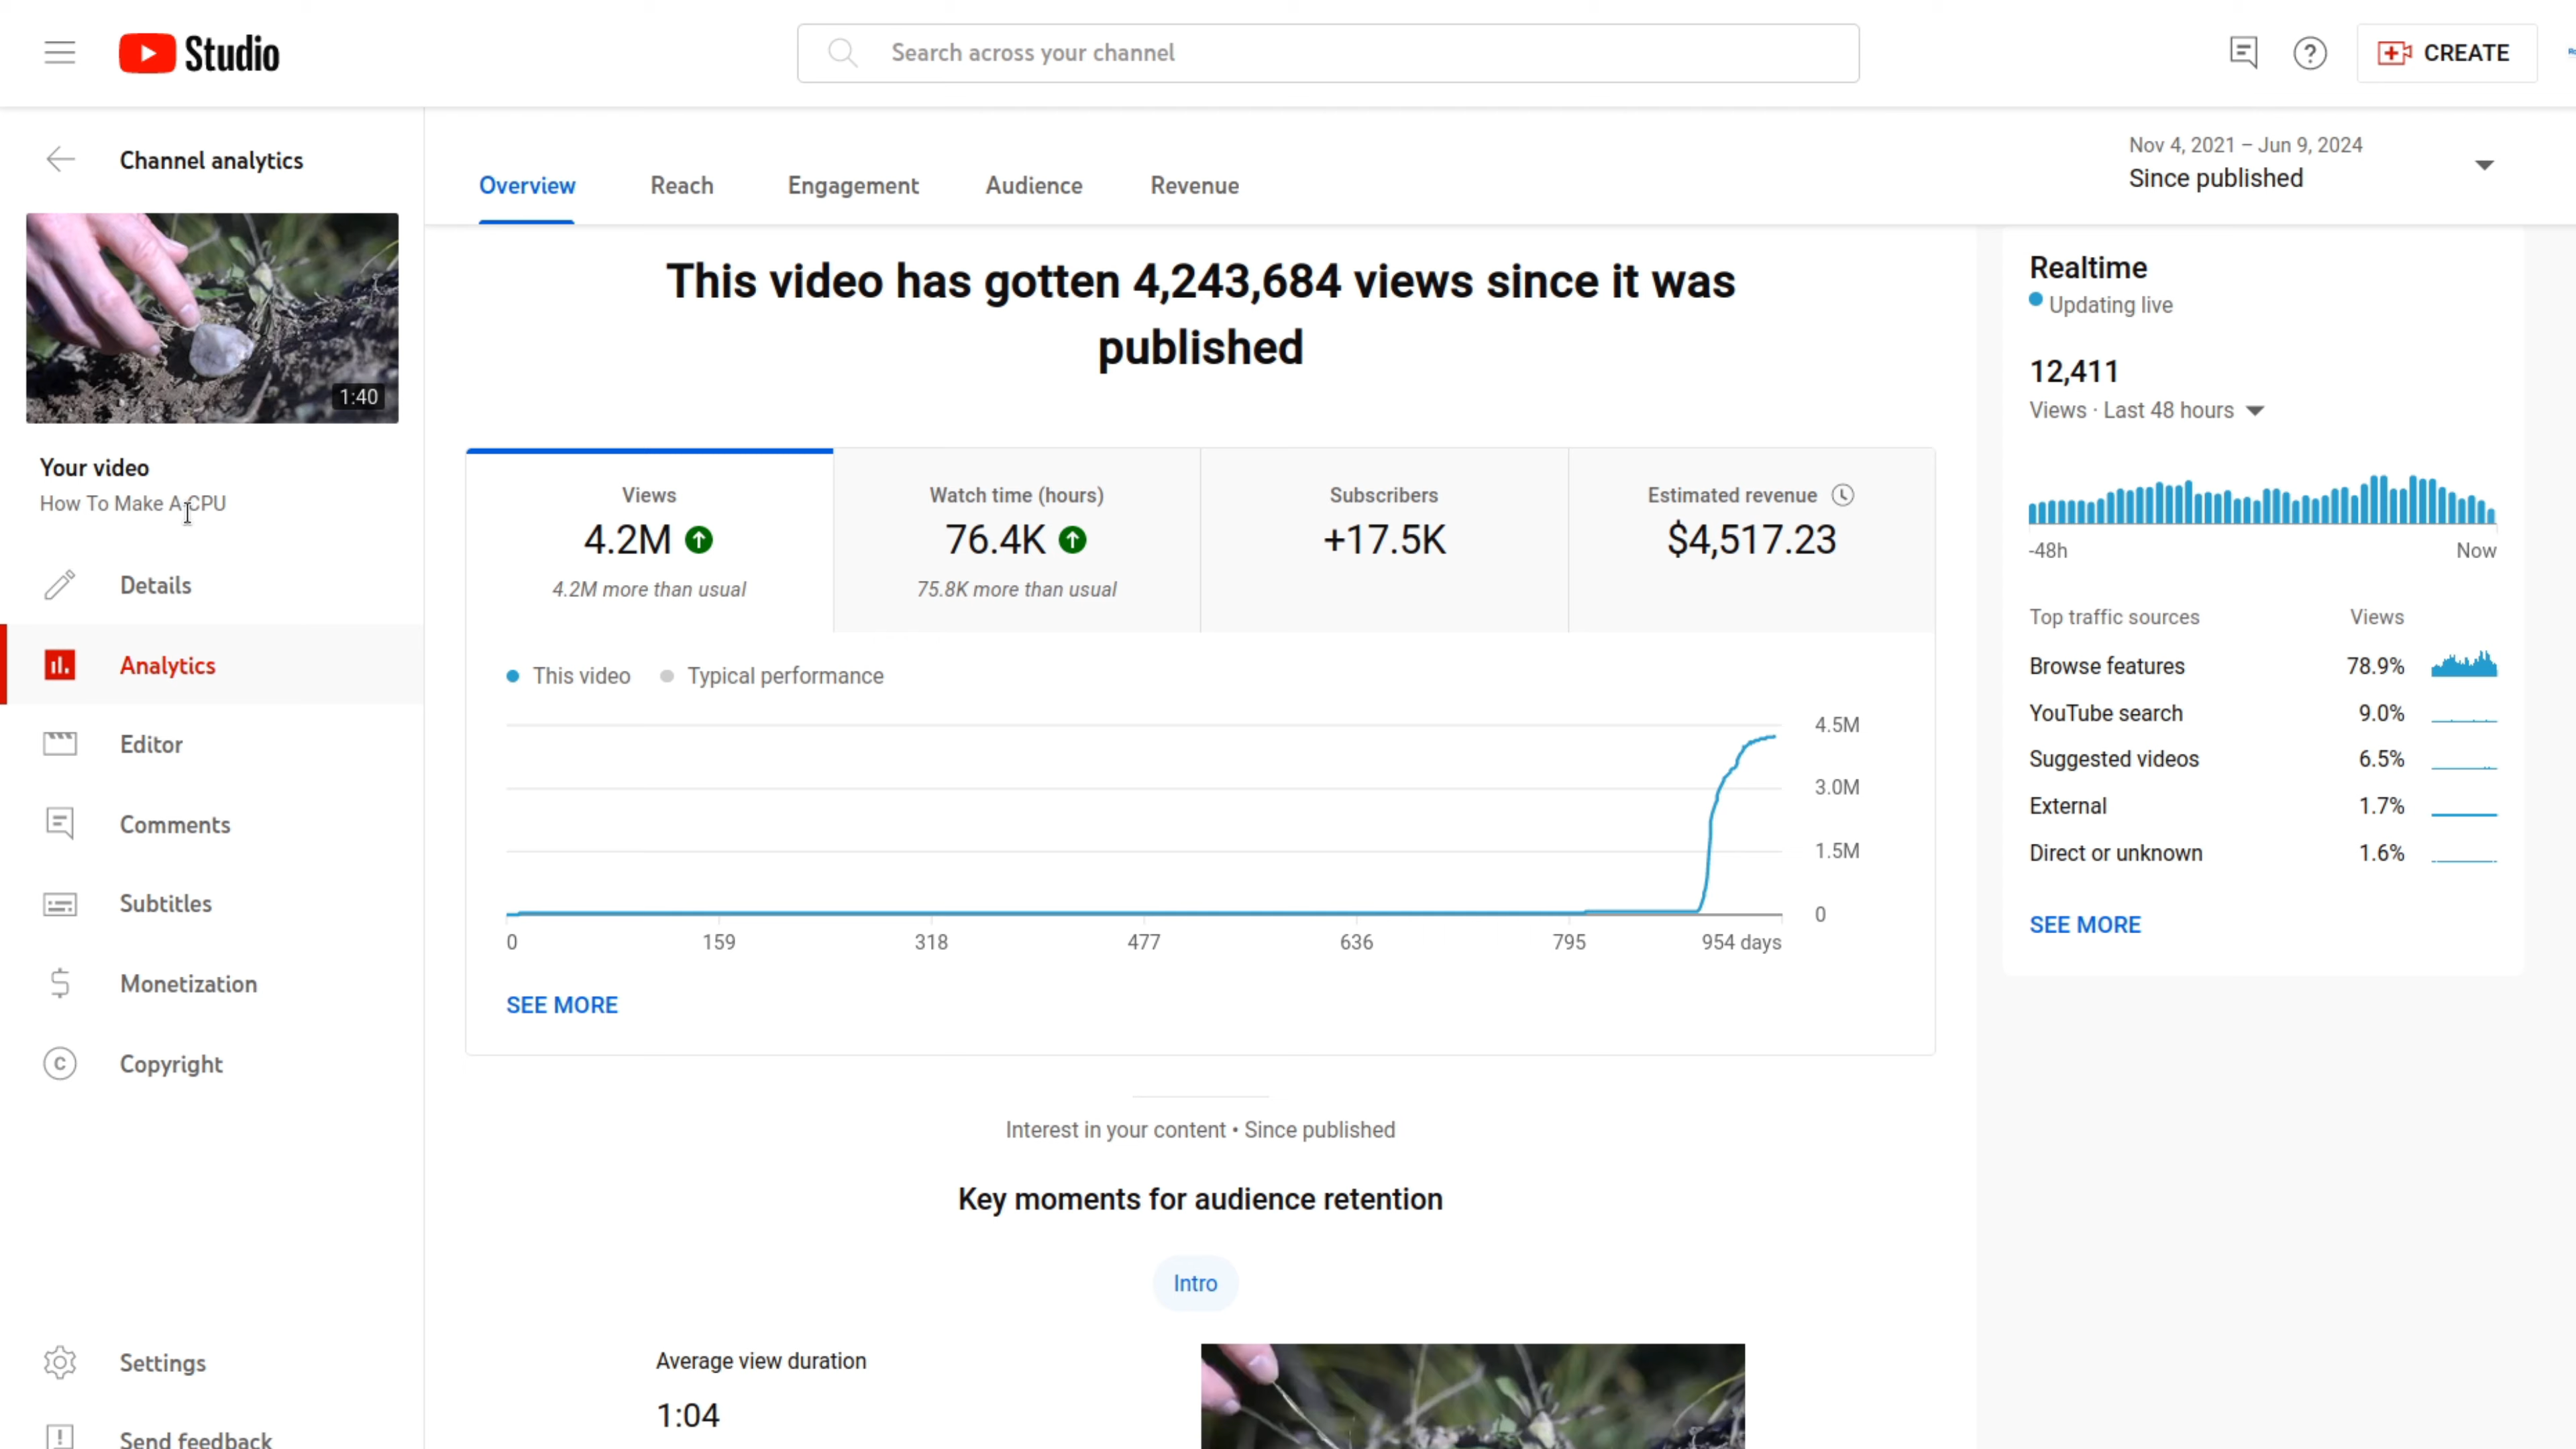 Studio
Search across your channel
CREATE
Channel analytics
1:40
Your video
How To Make A CPU
Details
Analytics
Editor
Comments
Subtitles
Monetization
Copyright
Settings
Send feedback
Overview
Reach
Engagement
Audience
Revenue
Nov 4, 2021 – Jun 9, 2024
Since published
This video has gotten 4,243,684 views since it was
published
Views
4.2M
4.2M more than usual
Watch time (hours)
76.4K
75.8K more than usual
Subscribers
+17.5K
Estimated revenue
$4,517.23
This video
Typical performance
4.5M
3.0M
1.5M
0
0
159
318
477
636
795
954 days
SEE MORE
Interest in your content • Since published
Key moments for audience retention
Intro
Average view duration
1:04
Realtime
Updating live
12,411
Views · Last 48 hours
-48h
Now
Top traffic sources
Views
Browse features
78.9%
YouTube search
9.0%
Suggested videos
6.5%
External
1.7%
Direct or unknown
1.6%
SEE MORE